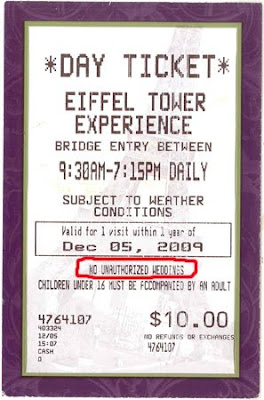 *DAY TICKET*
EIFFEL TOWER
EXPERIENCE
BRIDGE ENTRY BETWEEN
9:30AM-7:15PM DAILY
SUBJECT TO WEATHER
CONDITIONS
Valid for 1 visit within 1 year of
Dec 05, 2009
NO UNAUTHORIZED WEDDINGS
CHILDREN UNDER 16 MUST BE ACCOMPANIED BY AN ADULT
4764107 $10.00
403324
12/05 NO REFUNDS OR EXCHANGES
15:07 4764107
CASH
0